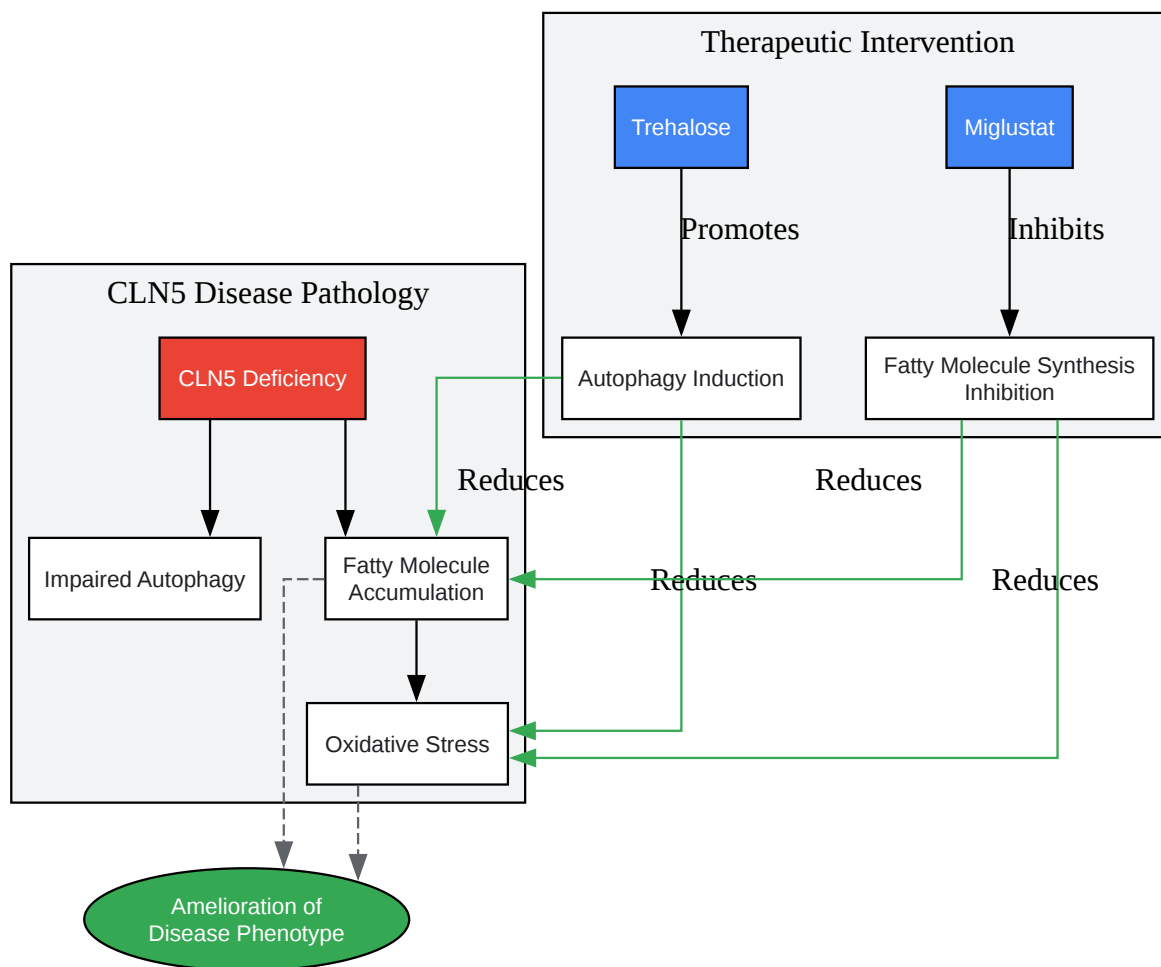 Therapeutic Intervention
Trehalose
Miglustat
Promotes
Inhibits
CLN5 Disease Pathology
CLN5 Deficiency
Autophagy Induction
Fatty Molecule Synthesis
Inhibition
Reduces
Reduces
Impaired Autophagy
Fatty Molecule
Accumulation
Reduces
Reduces
Oxidative Stress
Amelioration of
Disease Phenotype